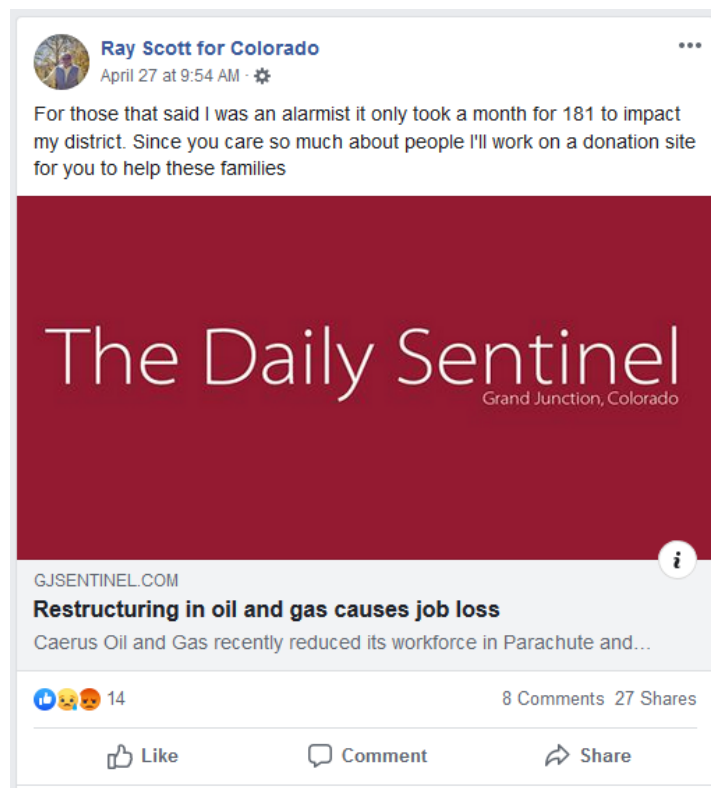 Ray Scott for Colorado
April 27 at 9:54 AM ·
For those that said I was an alarmist it only took a month for 181 to impact
my district. Since you care so much about people I'll work on a donation site
for you to help these families
The Daily Sentinel
Grand Junction, Colorado
i
GJSENTINEL.COM
Restructuring in oil and gas causes job loss
Caerus Oil and Gas recently reduced its workforce in Parachute and...
14
8 Comments 27 Shares
Like Comment Share